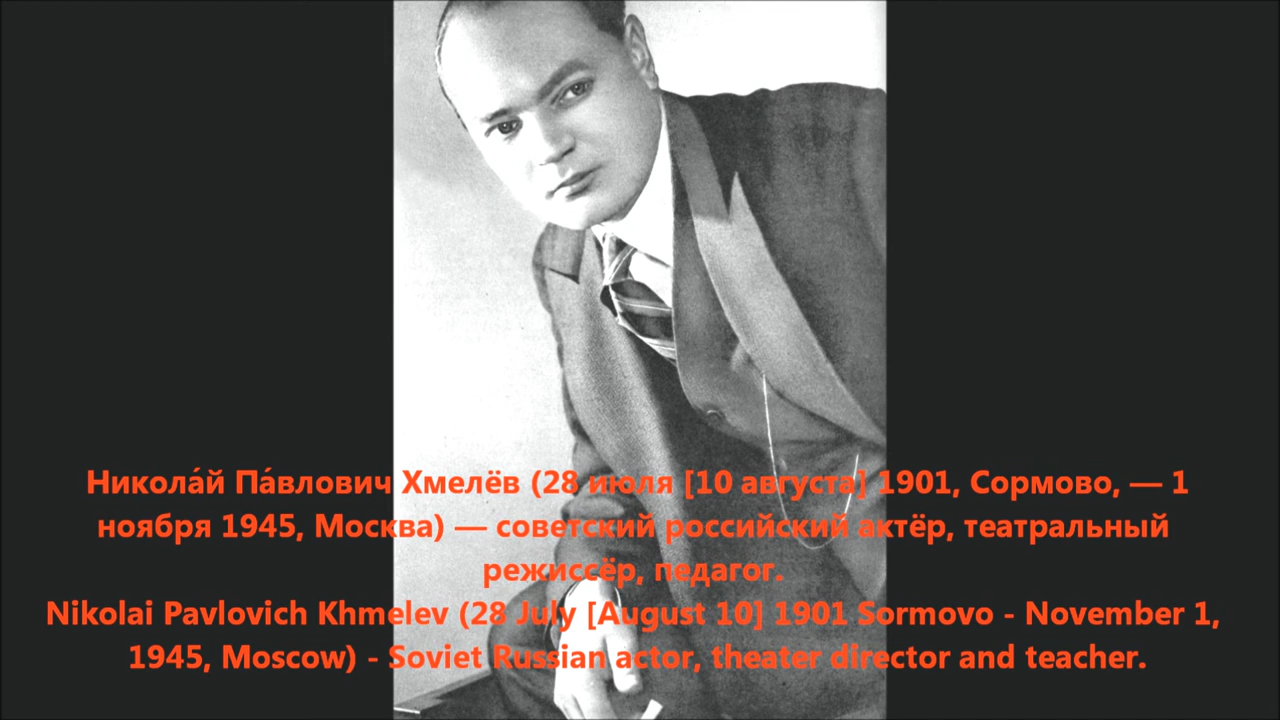 Никола́й Па́влович Хмелёв (28 июля [10 августа] 1901, Сормово, — 1
ноября 1945, Москва) — советский российский актёр, театральный
режиссёр, педагог.
Nikolai Pavlovich Khmelev (28 July [August 10] 1901 Sormovo - November 1,
1945, Moscow) - Soviet Russian actor, theater director and teacher.